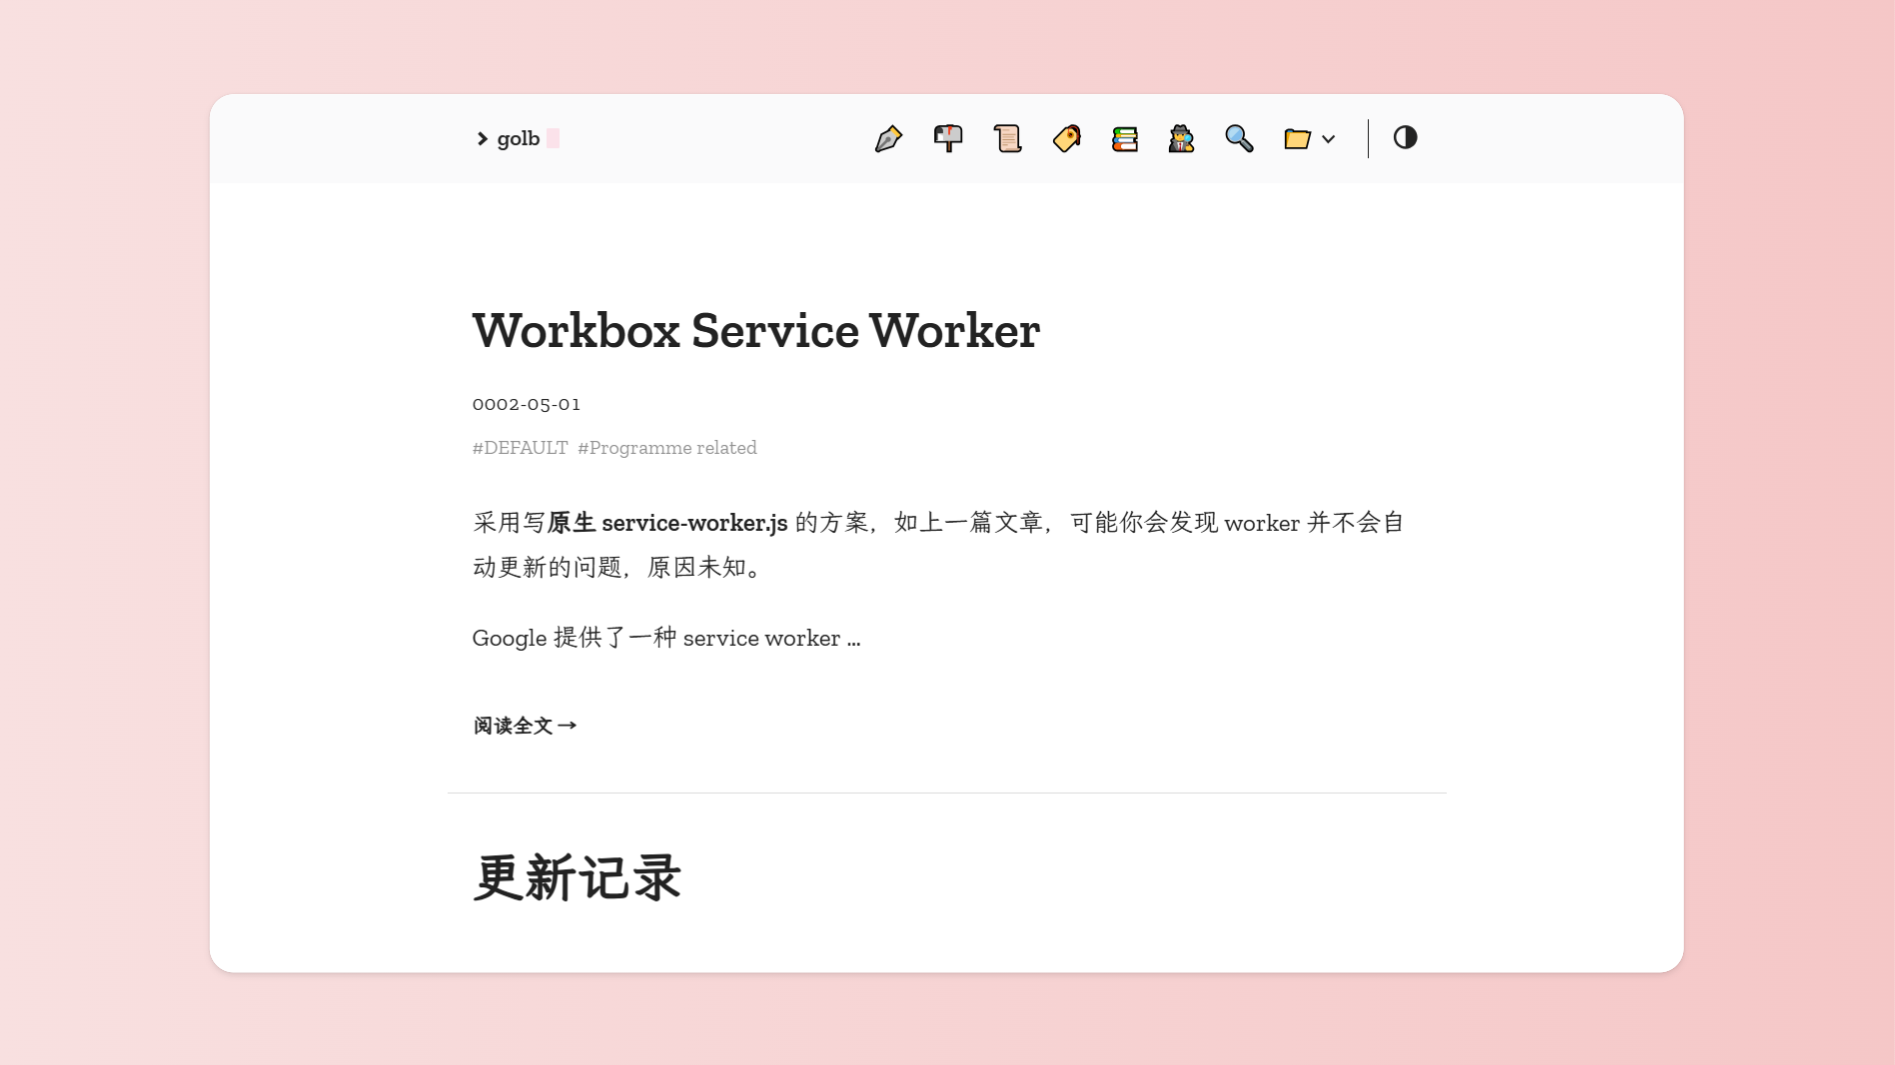 golb
Workbox Service Worker
0002-05-01
#DEFAULT #Programme related
采用写原生 service-worker.js 的方案，如上一篇文章，可能你会发现 worker 并不会自
动更新的问题，原因未知。
Google 提供了一种 service worker ...
阅读全文 →
更新记录